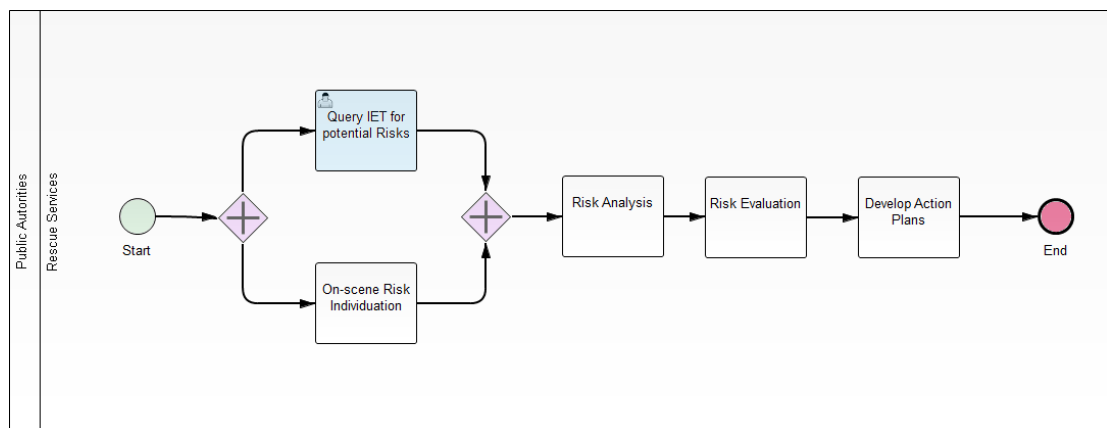 Public Autorities
Rescue Services
Start
Query IET for
potential Risks
On-scene Risk
Individuation
Risk Analysis
Risk Evaluation
Develop Action
Plans
End